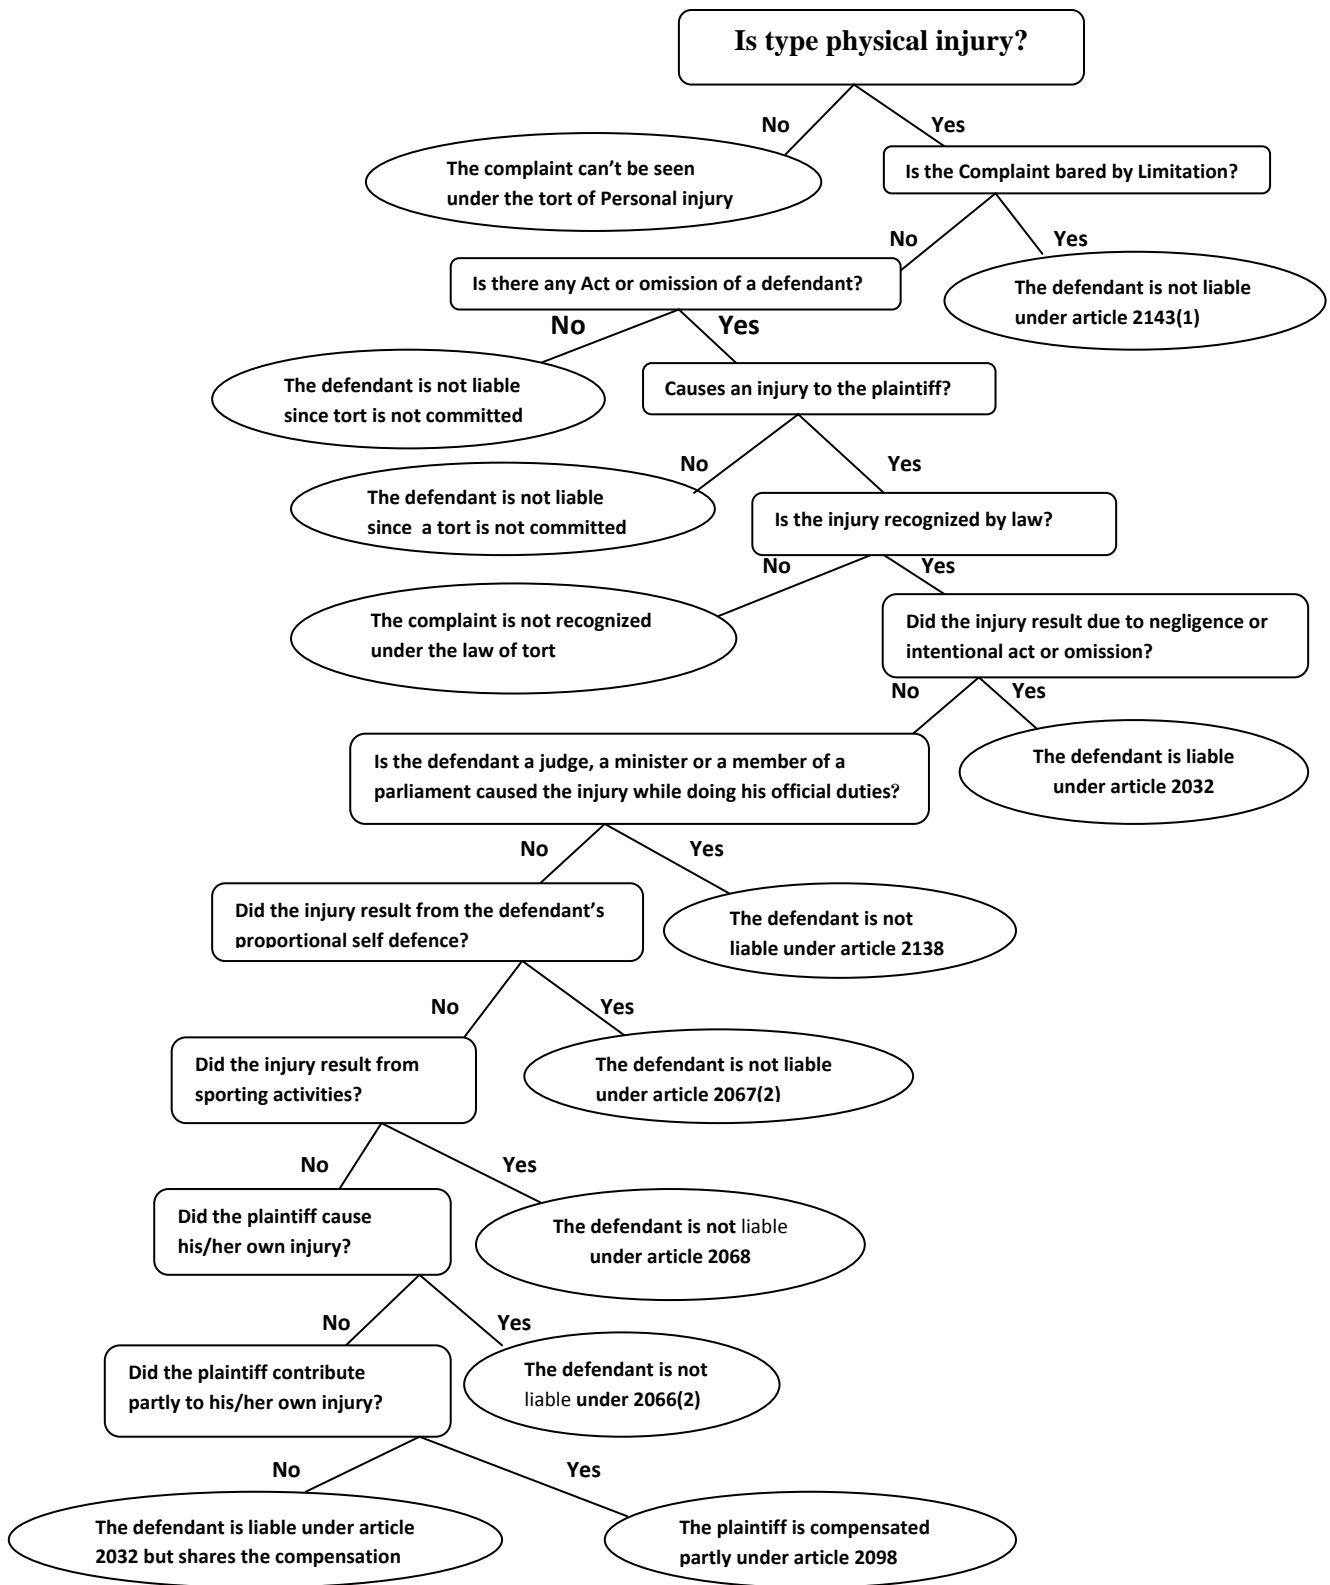 Is type physical injury?
No
Yes
The complaint can't be seen
under the tort of Personal injury
Is the Complaint bared by Limitation?
No
Yes
Is there any Act or omission of a defendant?
The defendant is not liable
under article 2143(1)
No
Yes
The defendant is not liable
since tort is not committed
Causes an injury to the plaintiff?
No
Yes
The defendant is not liable
since a tort is not committed
Is the injury recognized by law?
No
Yes
The complaint is not recognized
under the law of tort
Did the injury result due to negligence or
intentional act or omission?
No
Yes
Is the defendant a judge, a minister or a member of a
parliament caused the injury while doing his official duties?
The defendant is liable
under article 2032
No
Yes
Did the injury result from the defendant's
proportional self defence?
The defendant is not
liable under article 2138
No
Yes
Did the injury result from
sporting activities?
The defendant is not liable
under article 2067(2)
No
Yes
Did the plaintiff cause
his/her own injury?
The defendant is not liable
under article 2068
No
Yes
Did the plaintiff contribute
partly to his/her own injury?
The defendant is not
liable under 2066(2)
No
Yes
The defendant is liable under article
2032 but shares the compensation
The plaintiff is compensated
partly under article 2098